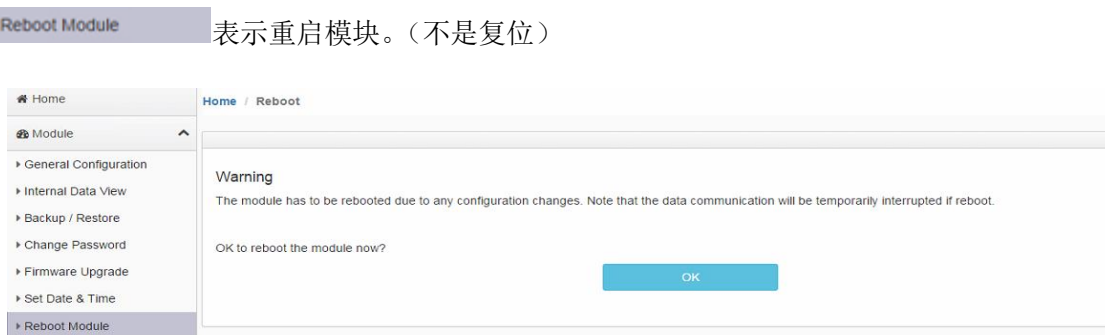 Reboot Module 表示重启模块。（不是复位）
Home
Home / Reboot
Module
General Configuration
Internal Data View
Backup / Restore
Change Password
Firmware Upgrade
Set Date & Time
Reboot Module
Warning
The module has to be rebooted due to any configuration changes. Note that the data communication will be temporarily interrupted if reboot.
OK to reboot the module now?
OK